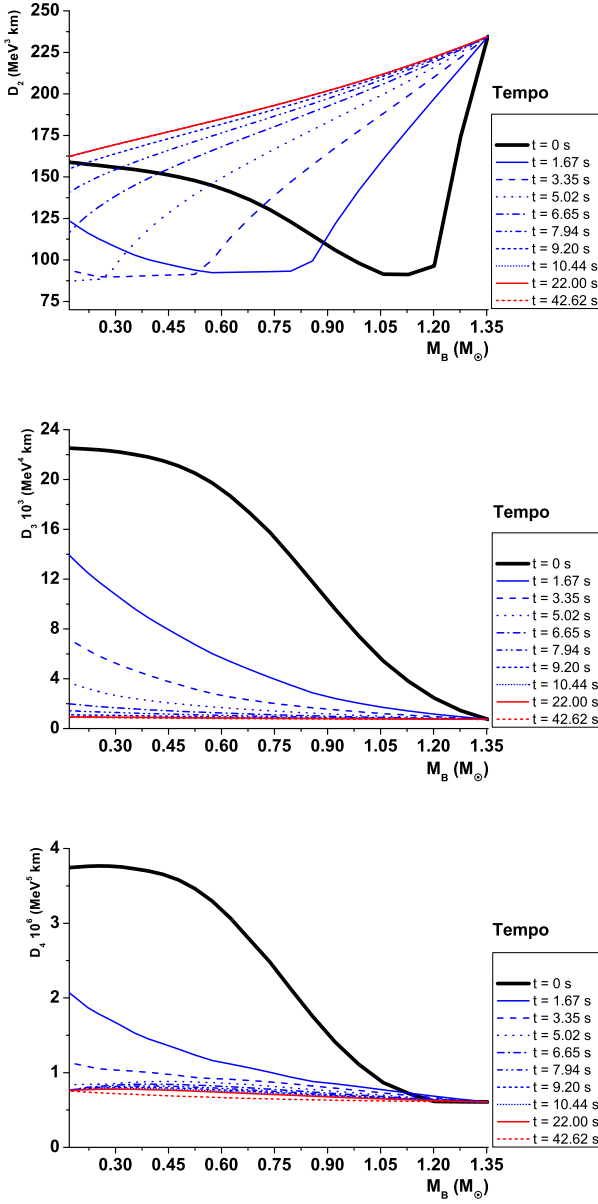 250
225
200
175
150
125
100
75
D₂ (MeV³ km)
0.30 0.45 0.60 0.75 0.90 1.05 1.20 1.35
M_B (M_☉)
Tempo
t = 0 s
t = 1.67 s
t = 3.35 s
t = 5.02 s
t = 6.65 s
t = 7.94 s
t = 9.20 s
t = 10.44 s
t = 22.00 s
t = 42.62 s
24
20
16
12
8
4
0
D₃ 10³ (MeV⁴ km)
0.30 0.45 0.60 0.75 0.90 1.05 1.20 1.35
M_B (M_☉)
Tempo
t = 0 s
t = 1.67 s
t = 3.35 s
t = 5.02 s
t = 6.65 s
t = 7.94 s
t = 9.20 s
t = 10.44 s
t = 22.00 s
t = 42.62 s
4
3
2
1
0
D₄ 10⁶ (MeV⁵ km)
0.30 0.45 0.60 0.75 0.90 1.05 1.20 1.35
M_B (M_☉)
Tempo
t = 0 s
t = 1.67 s
t = 3.35 s
t = 5.02 s
t = 6.65 s
t = 7.94 s
t = 9.20 s
t = 10.44 s
t = 22.00 s
t = 42.62 s